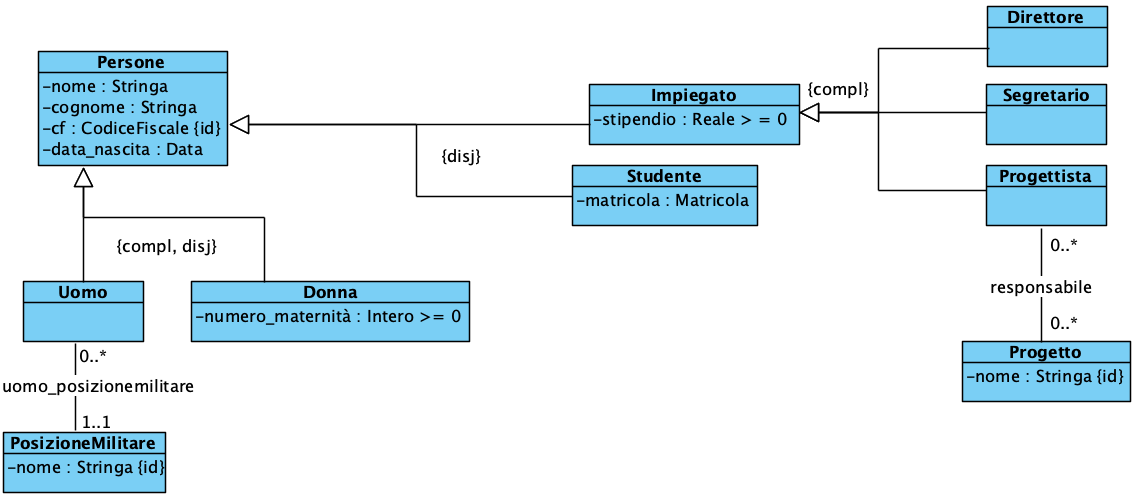 Persone
-nome : Stringa
-cognome : Stringa
-cf : CodiceFiscale {id}
-data_nascita : Data
{compl, disj}
Uomo
Donna
-numero_maternità : Intero >= 0
0..*
uomo_posizionemilitare
1..1
PosizioneMilitare
-nome : Stringa {id}
{disj}
Impiegato
-stipendio : Reale > = 0
Studente
-matricola : Matricola
{compl}
Direttore
Segretario
Progettista
0..*
responsabile
0..*
Progetto
-nome : Stringa {id}